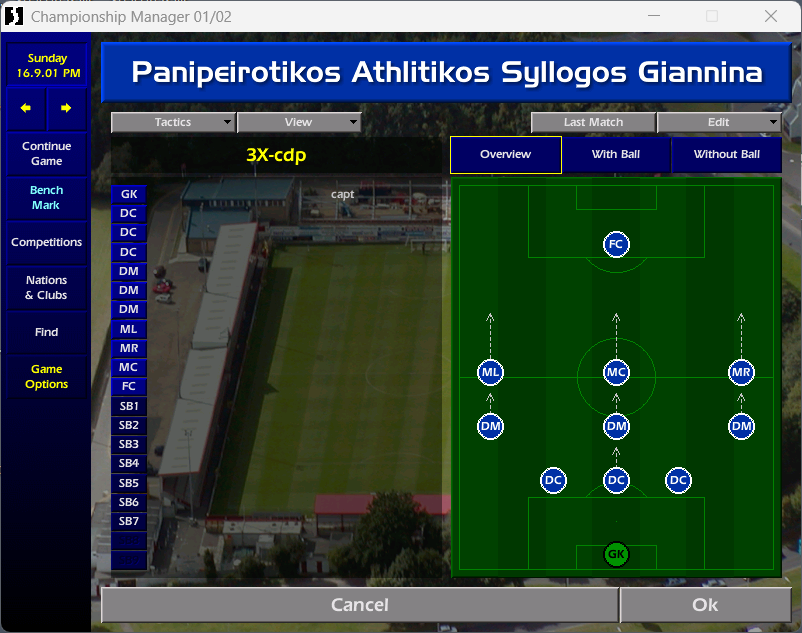 Championship Manager 01/02
Sunday
16.9.01 PM
Panipeirotikos Athlitikos Syllogos Giannina
Continue
Game
Bench
Mark
Competitions
Nations
& Clubs
Find
Game
Options
Tactics
View
Last Match
Edit
3X-cdp
Overview
With Ball
Without Ball
GK
capt
DC
DC
DC
DM
DM
DM
ML
MR
MC
FC
SB1
SB2
SB3
SB4
SB5
SB6
SB7
FC
ML MC MR
DM DM DM
DC DC DC
GK
Cancel
Ok